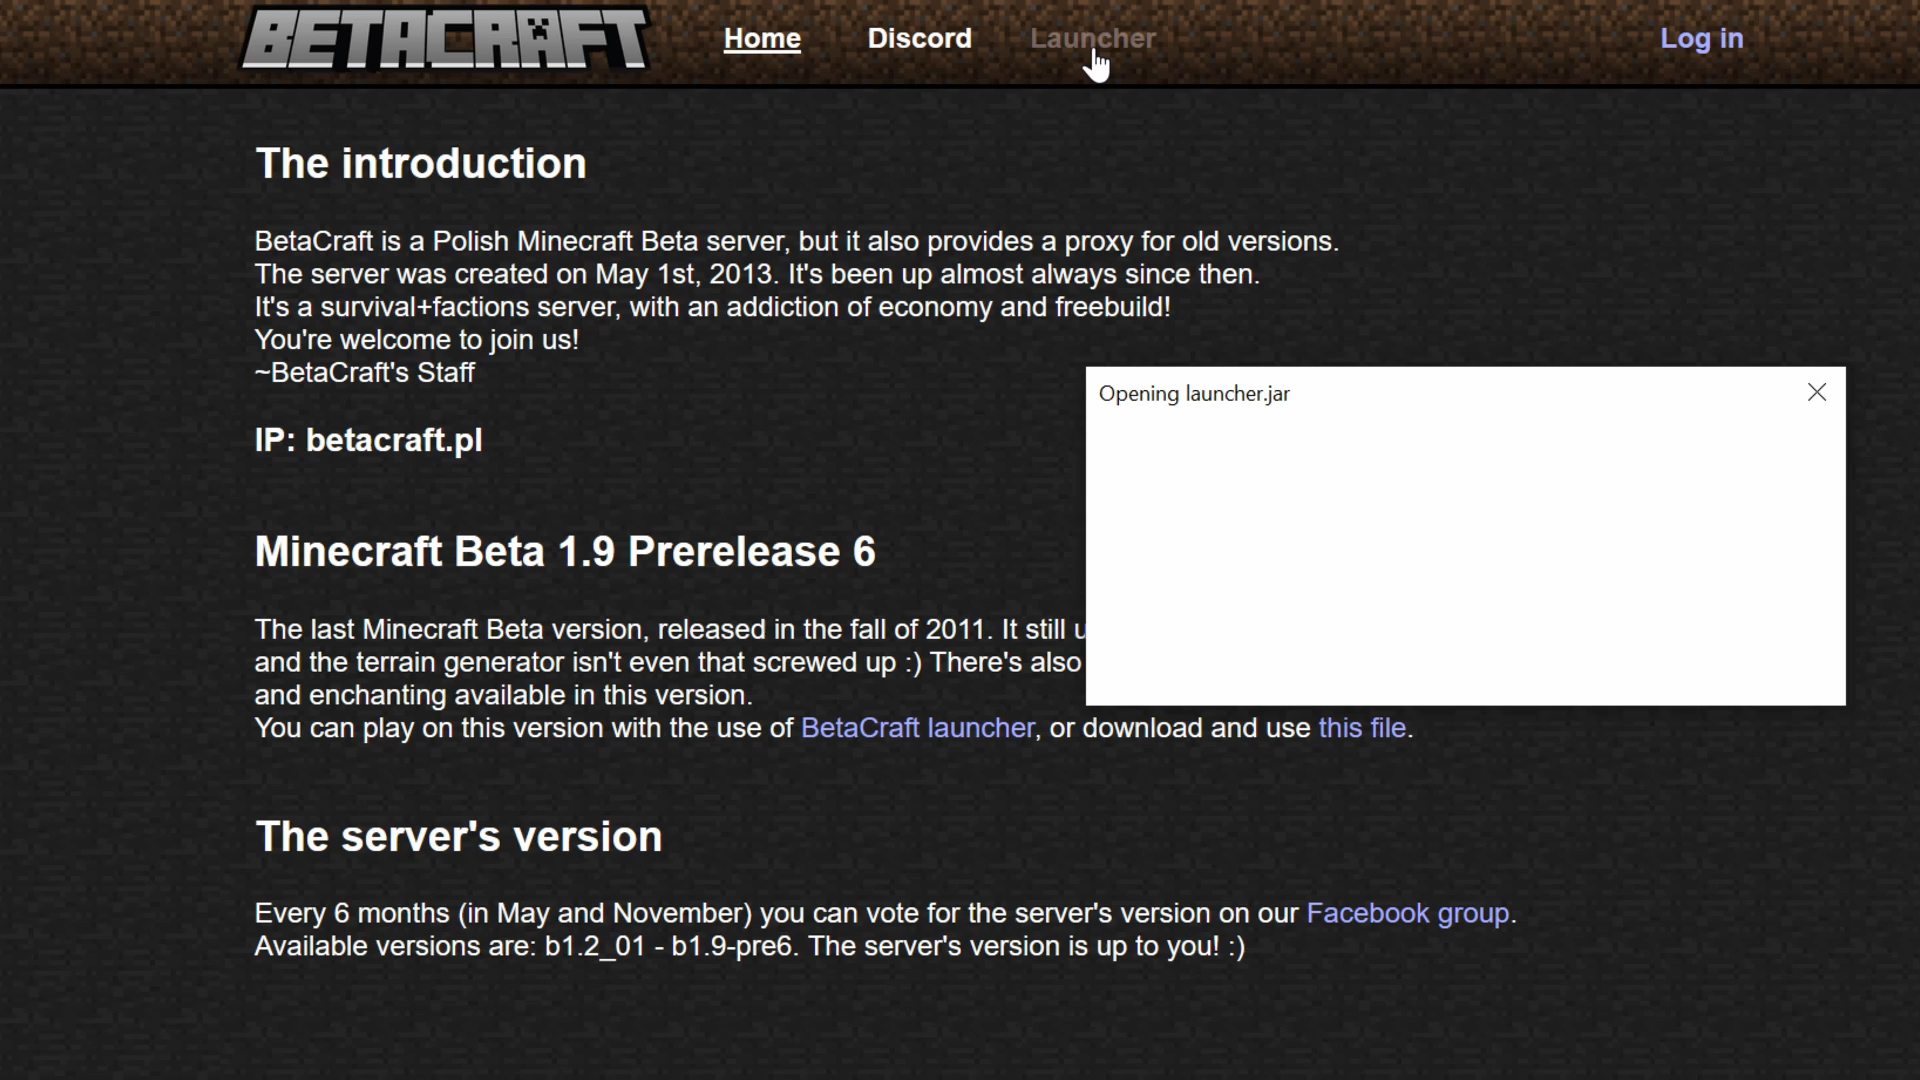 BETACRAFT Home Discord Launcher Log in
The introduction
BetaCraft is a Polish Minecraft Beta server, but it also provides a proxy for old versions.
The server was created on May 1st, 2013. It's been up almost always since then.
It's a survival+factions server, with an addiction of economy and freebuild!
You're welcome to join us!
~BetaCraft's Staff
Opening launcher.jar
IP: betacraft.pl
Minecraft Beta 1.9 Prerelease 6
The last Minecraft Beta version, released in the fall of 2011. It still
and the terrain generator isn't even that screwed up :) There's also
and enchanting available in this version.
You can play on this version with the use of BetaCraft launcher, or download and use this file.
The server's version
Every 6 months (in May and November) you can vote for the server's version on our Facebook group.
Available versions are: b1.2_01 - b1.9-pre6. The server's version is up to you! :)